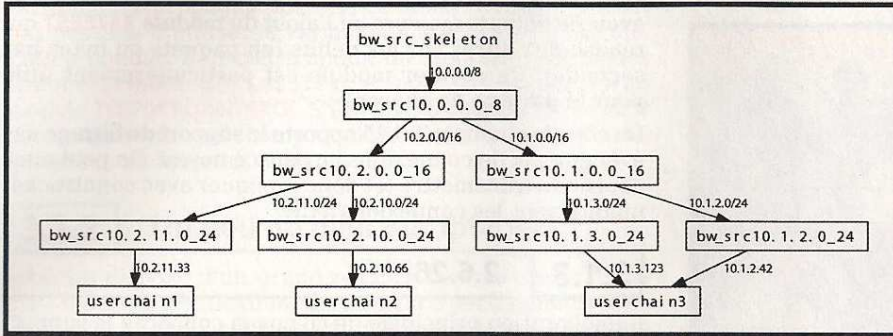 bw_src_skeleton
10.0.0.0/8
bw_src10.0.0.0_8
10.2.0.0/16
10.1.0.0/16
bw_src10.2.0.0_16
bw_src10.1.0.0_16
10.2.11.0/24
10.2.10.0/24
10.1.3.0/24
10.1.2.0/24
bw_src10.2.11.0_24
bw_src10.2.10.0_24
bw_src10.1.3.0_24
bw_src10.1.2.0_24
10.2.11.33
10.2.10.66
10.1.3.123
10.1.2.42
userchain1
userchain2
userchain3